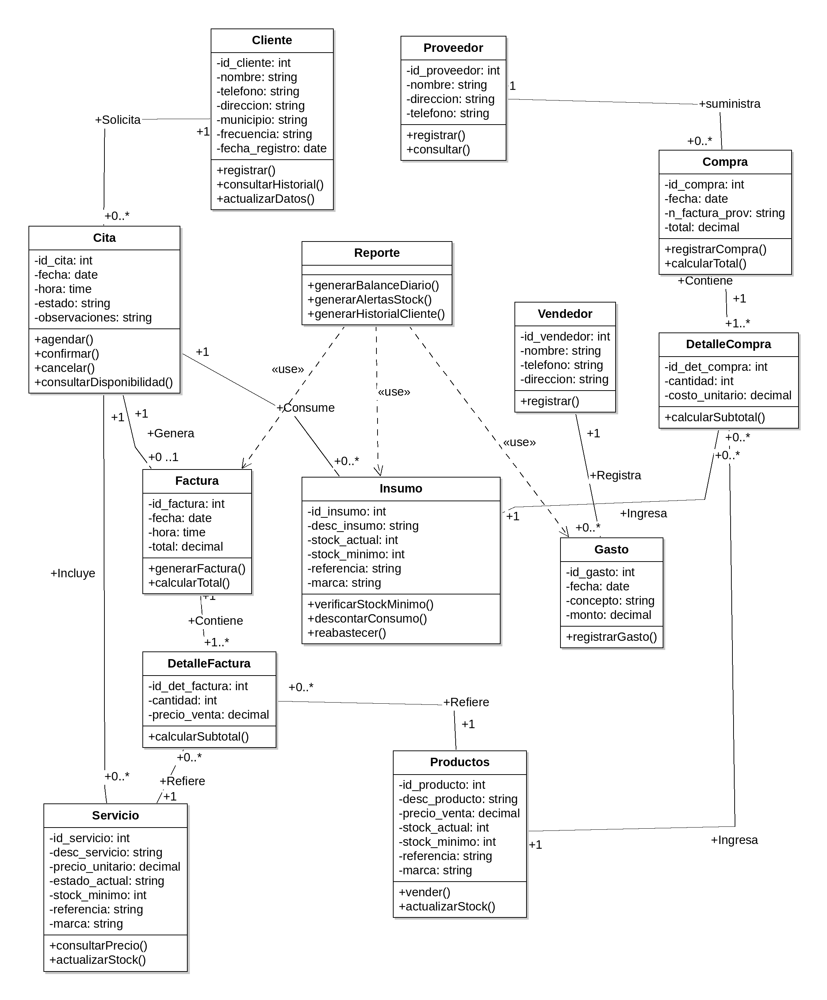 Cliente
-id_cliente: int
-nombre: string
-telefono: string
-direccion: string
-municipio: string
-frecuencia: string
-fecha_registro: date
+registrar()
+consultarHistorial()
+actualizarDatos()
Proveedor
-id_proveedor: int
-nombre: string
-direccion: string
-telefono: string
+registrar()
+consultar()
1
+suministra
+0..*
+Solicita
+1
+0..*
Compra
-id_compra: int
-fecha: date
-n_factura_prov: string
-total: decimal
+registrarCompra()
+calcularTotal()
+Contiene
+1
+1..*
Cita
-id_cita: int
-fecha: date
-hora: time
-estado: string
-observaciones: string
+agendar()
+confirmar()
+cancelar()
+consultarDisponibilidad()
Reporte
+generarBalanceDiario()
+generarAlertasStock()
+generarHistorialCliente()
Vendedor
-id_vendedor: int
-nombre: string
-telefono: string
-direccion: string
+registrar()
DetalleCompra
-id_det_compra: int
-cantidad: int
-costo_unitario: decimal
+calcularSubtotal()
+1
«use»
«use»
«use»
+Consume
+0..*
+1
+1
+Genera
+0 ..1
+1
+Registra
+0..*
+0..*
+0..*
+1
+Ingresa
Factura
-id_factura: int
-fecha: date
-hora: time
-total: decimal
+generarFactura()
+calcularTotal()
Insumo
-id_insumo: int
-desc_insumo: string
-stock_actual: int
-stock_minimo: int
-referencia: string
-marca: string
+verificarStockMinimo()
+descontarConsumo()
+reabastecer()
Gasto
-id_gasto: int
-fecha: date
-concepto: string
-monto: decimal
+registrarGasto()
+Incluye
+1
+Contiene
+1..*
DetalleFactura
-id_det_factura: int
-cantidad: int
-precio_venta: decimal
+calcularSubtotal()
+0..*
+Refiere
+1
+0..*
+0..*
+Refiere
+1
Productos
-id_producto: int
-desc_producto: string
-precio_venta: decimal
-stock_actual: int
-stock_minimo: int
-referencia: string
-marca: string
+vender()
+actualizarStock()
+1
+Ingresa
Servicio
-id_servicio: int
-desc_servicio: string
-precio_unitario: decimal
-estado_actual: string
-stock_minimo: int
-referencia: string
-marca: string
+consultarPrecio()
+actualizarStock()